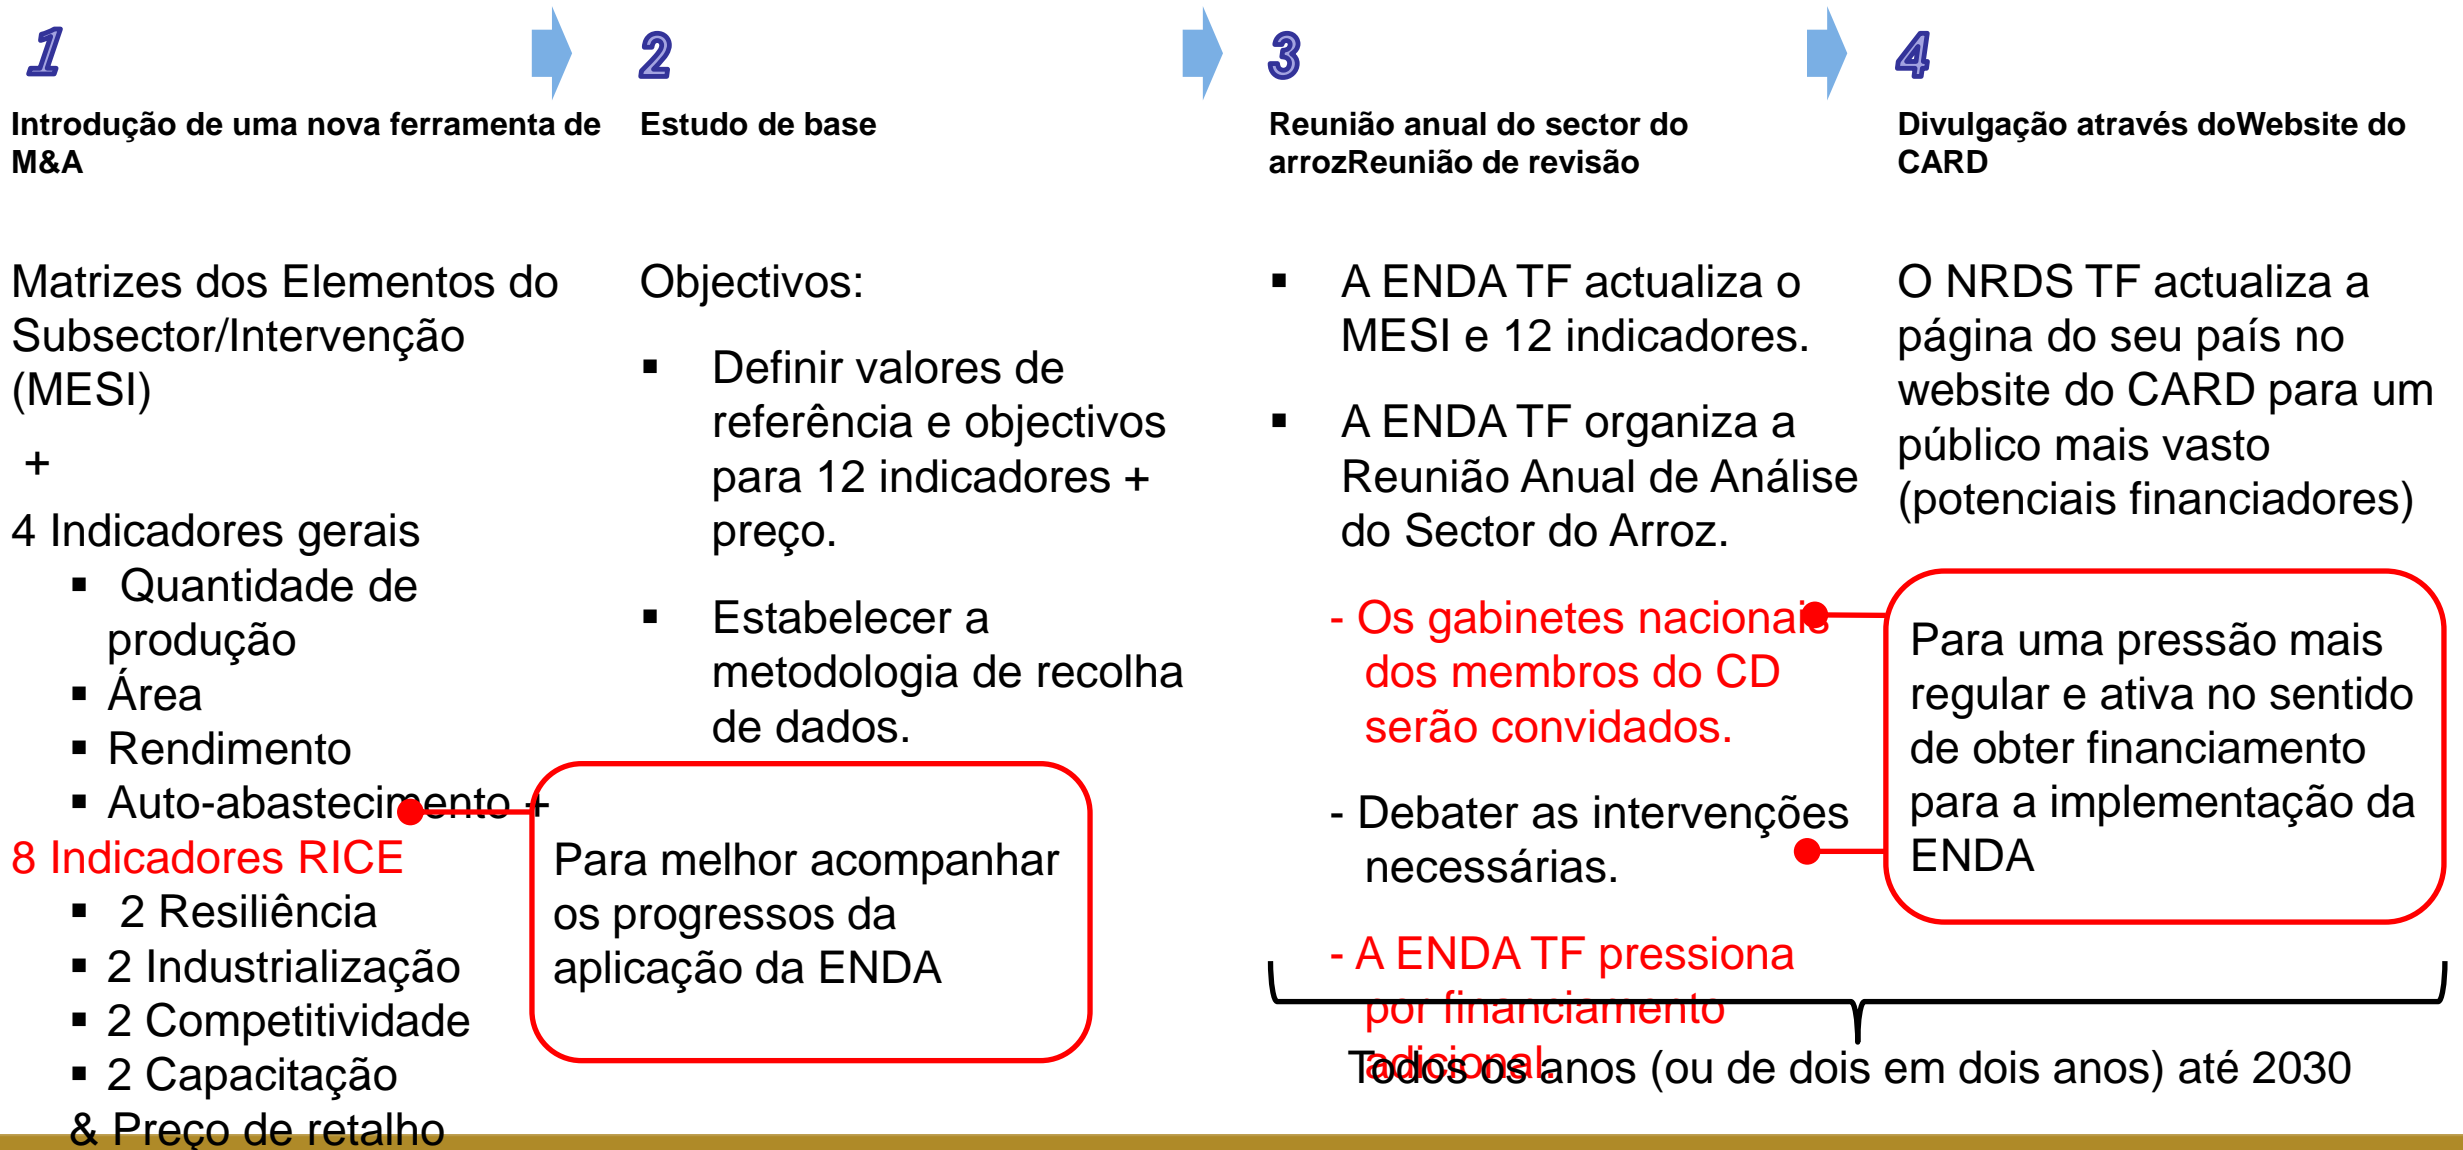 1
Introdução de uma nova ferramenta de
M&A
Matrizes dos Elementos do
Subsector/Intervenção
(MESI)
+
4 Indicadores gerais
▪ Quantidade de
produção
▪ Área
▪ Rendimento
▪ Auto-abastecimento +
8 Indicadores RICE
▪ 2 Resiliência
▪ 2 Industrialização
▪ 2 Competitividade
▪ 2 Capacitação
& Preço de retalho
2
Estudo de base
Objectivos:
▪ Definir valores de
referência e objectivos
para 12 indicadores +
preço.
▪ Estabelecer a
metodologia de recolha
de dados.
Para melhor acompanhar
os progressos da
aplicação da ENDA
3
Reunião anual do sector do
arrozReunião de revisão
▪ A ENDA TF actualiza o
MESI e 12 indicadores.
▪ A ENDA TF organiza a
Reunião Anual de Análise
do Sector do Arroz.
- Os gabinetes nacionais
dos membros do CD
serão convidados.
- Debater as intervenções
necessárias.
- A ENDA TF pressiona
por financiamento
adicional.
4
Divulgação através doWebsite do
CARD
O NRDS TF actualiza a
página do seu país no
website do CARD para um
público mais vasto
(potenciais financiadores)
Para uma pressão mais
regular e ativa no sentido
de obter financiamento
para a implementação da
ENDA
Todos os anos (ou de dois em dois anos) até 2030